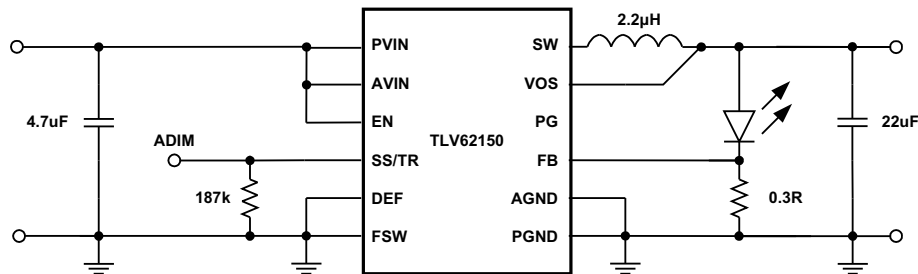 2.2µH
PVIN
SW
AVIN
VOS
4.7uF
EN
PG
TLV62150
22uF
ADIM
SS/TR
FB
187k
DEF
AGND
0.3R
FSW
PGND